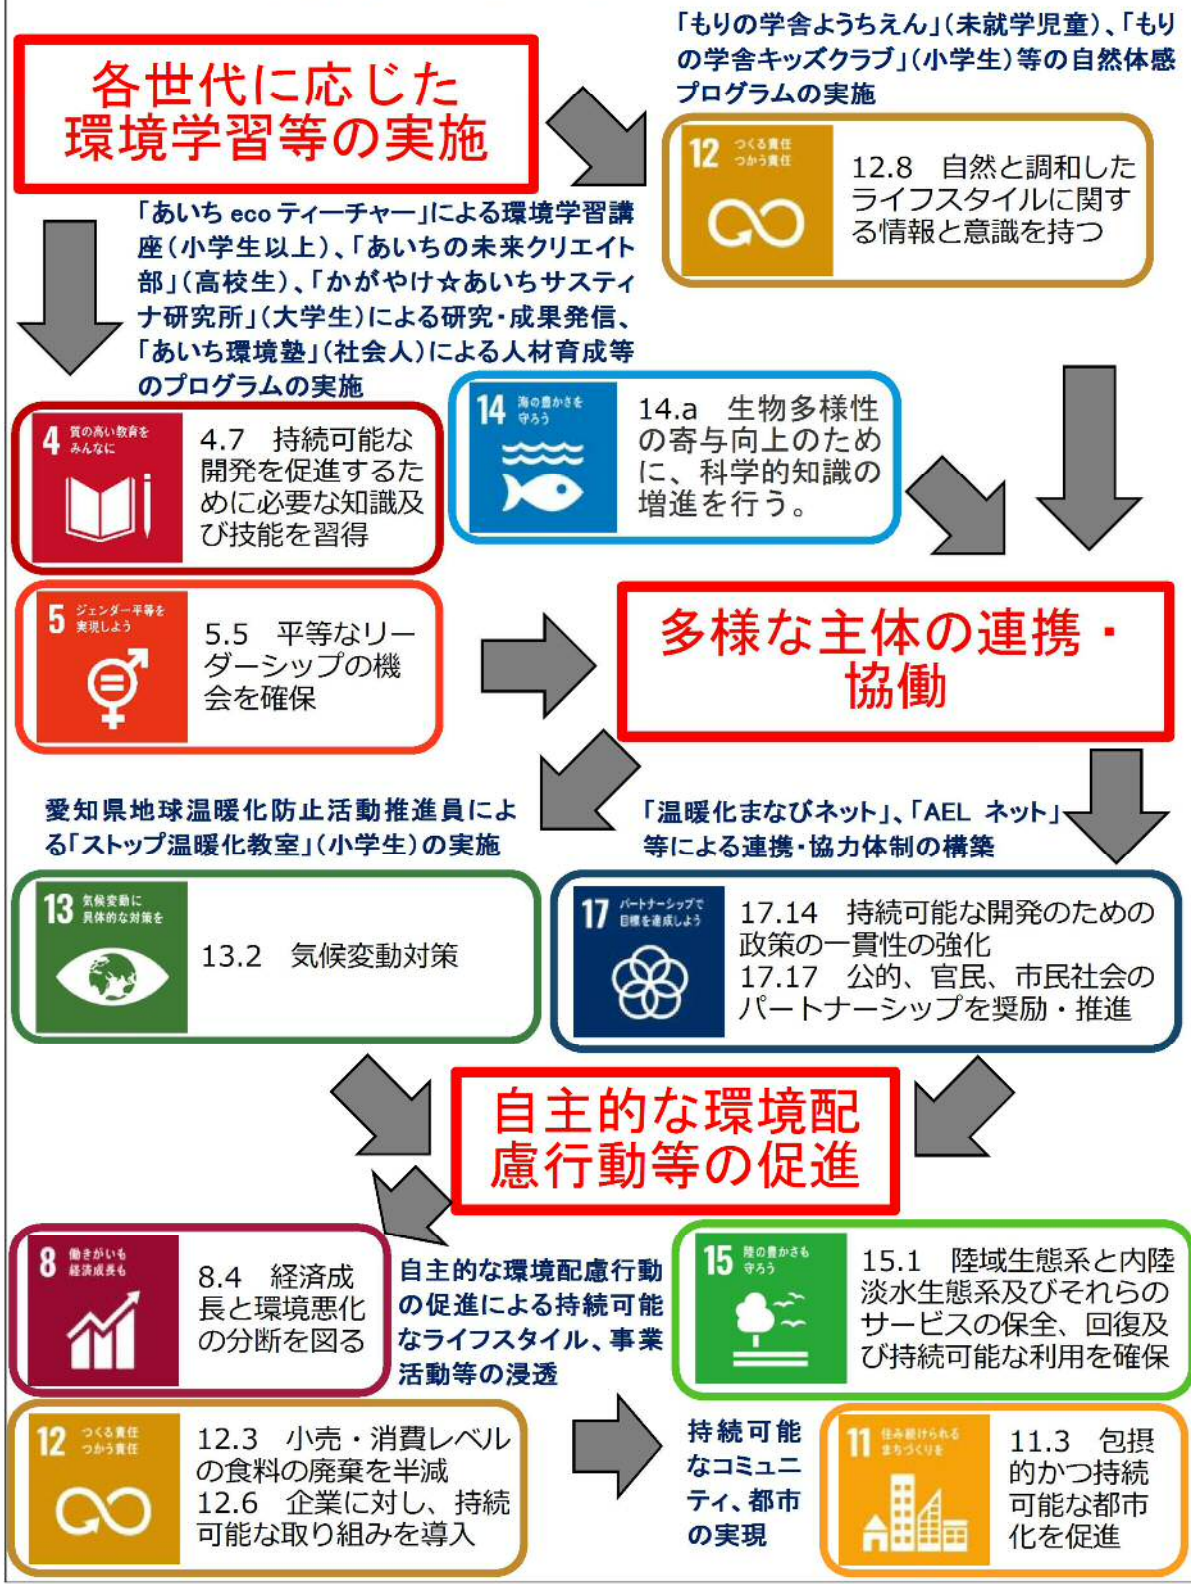 「もりの学舎ようちえん」(未就学児童)、「もり
の学舎キッズクラブ」(小学生)等の自然体感
プログラムの実施
各世代に応じた
環境学習等の実施
12 つくる責任
つかう責任
12.8 自然と調和した
ライフスタイルに関す
る情報と意識を持つ
「あいち eco ティーチャー」による環境学習講
座(小学生以上)、「あいちの未来クリエイト
部」(高校生)、「かがやけ☆あいちサスティ
ナ研究所」(大学生)による研究・成果発信、
「あいち環境塾」(社会人)による人材育成等
のプログラムの実施
4 質の高い教育を
みんなに
4.7 持続可能な
開発を促進するた
めに必要な知識及
び技能を習得
14 海の豊かさを
守ろう
14.a 生物多様性
の寄与向上のため
に、科学的知識の
増進を行う。
5 ジェンダー平等を
実現しよう
5.5 平等なリー
ダーシップの機
会を確保
多様な主体の連携・
協働
愛知県地球温暖化防止活動推進員によ
る「ストップ温暖化教室」(小学生)の実施
「温暖化まなびネット」、「AEL ネット」
等による連携・協力体制の構築
13 気候変動に
具体的な対策を
13.2 気候変動対策
17 パートナーシップで
目標を達成しよう
17.14 持続可能な開発のための
政策の一貫性の強化
17.17 公的、官民、市民社会の
パートナーシップを奨励・推進
自主的な環境配
慮行動等の促進
8 働きがいも
経済成長も
8.4 経済成
長と環境悪化
の分断を図る
自主的な環境配慮行動
の促進による持続可能
なライフスタイル、事業
活動等の浸透
15 陸の豊かさも
守ろう
15.1 陸域生態系と内陸
淡水生態系及びそれらの
サービスの保全、回復及
び持続可能な利用を確保
12 つくる責任
つかう責任
12.3 小売・消費レベル
の食料の廃棄を半減
12.6 企業に対し、持続
可能な取り組みを導入
持続可能
なコミュニ
ティ、都市
の実現
11 住み続けられる
まちづくりを
11.3 包摂
的かつ持続
可能な都市
化を促進